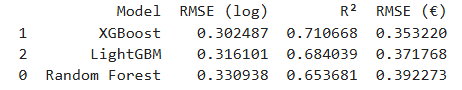 Model RMSE (log) R² RMSE (€)
1 XGBoost 0.302487 0.710668 0.353220
2 LightGBM 0.316101 0.684039 0.371768
0 Random Forest 0.330938 0.653681 0.392273